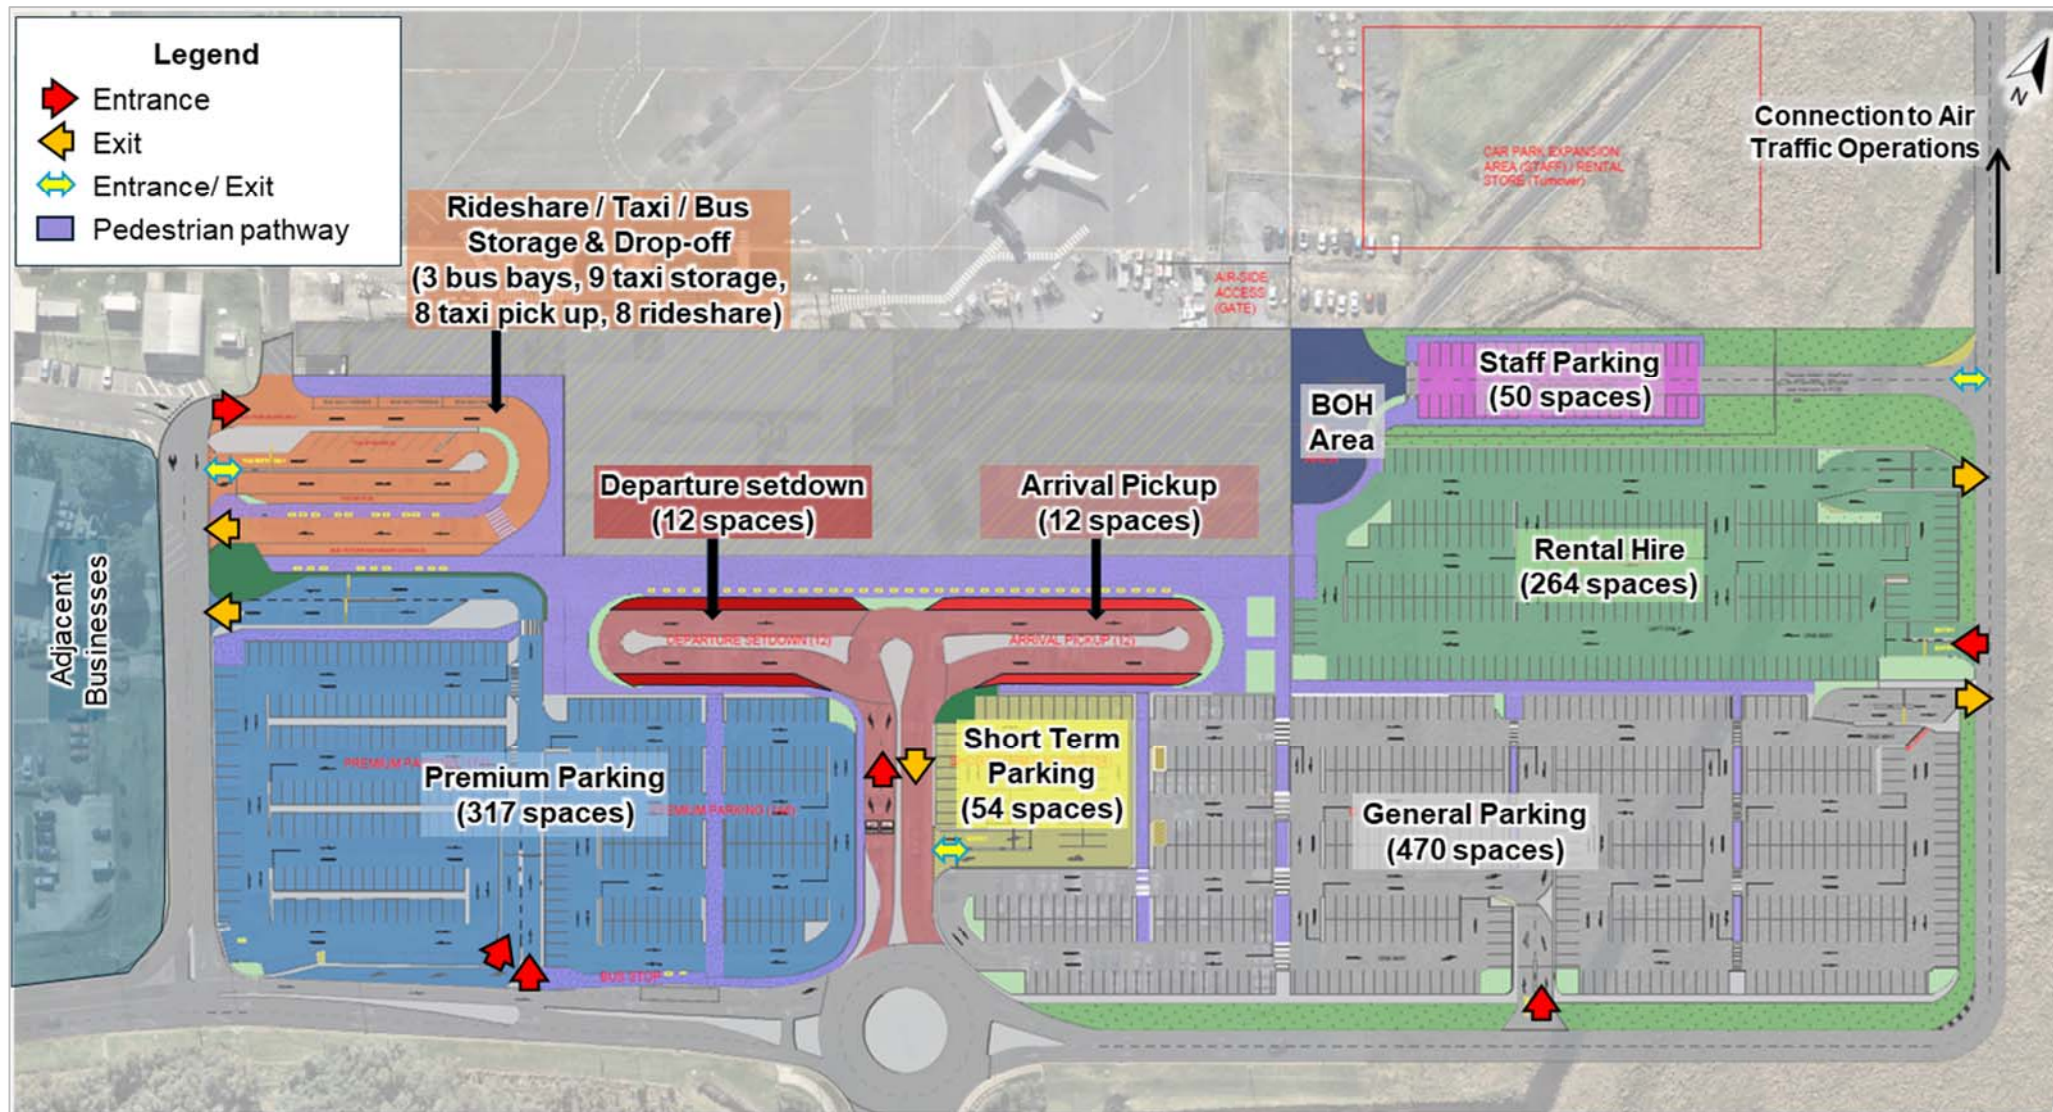 Legend
Entrance
Exit
Entrance/ Exit
Pedestrian pathway
Rideshare / Taxi / Bus
Storage & Drop-off
(3 bus bays, 9 taxi storage,
8 taxi pick up, 8 rideshare)
Connection to Air
Traffic Operations
N
CAR PARK EXPANSION
AREA (STAFF) / RENTAL
STORE (Turnover)
AIR-SIDE
ACCESS
(GATE)
Staff Parking
(50 spaces)
BOH
Area
Departure setdown
(12 spaces)
Arrival Pickup
(12 spaces)
Rental Hire
(264 spaces)
Adjacent
Businesses
DEPARTURE SETDOWN (12)
ARRIVAL PICKUP (12)
Premium Parking
(317 spaces)
Short Term
Parking
(54 spaces)
General Parking
(470 spaces)
BUS STOP